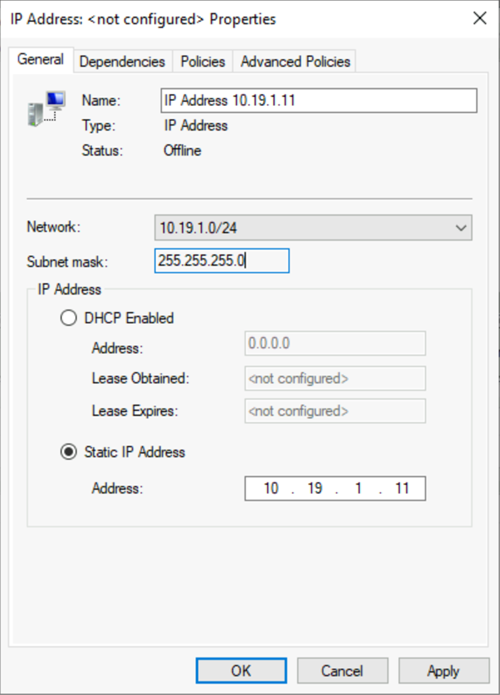 IP Address: <not configured> Properties
General Dependencies Policies Advanced Policies
Name: IP Address 10.19.1.11
Type: IP Address
Status: Offline
Network: 10.19.1.0/24
Subnet mask: 255.255.255.0
IP Address
DHCP Enabled
Address: 0.0.0.0
Lease Obtained: <not configured>
Lease Expires: <not configured>
Static IP Address
Address: 10 . 19 . 1 . 11
OK Cancel Apply